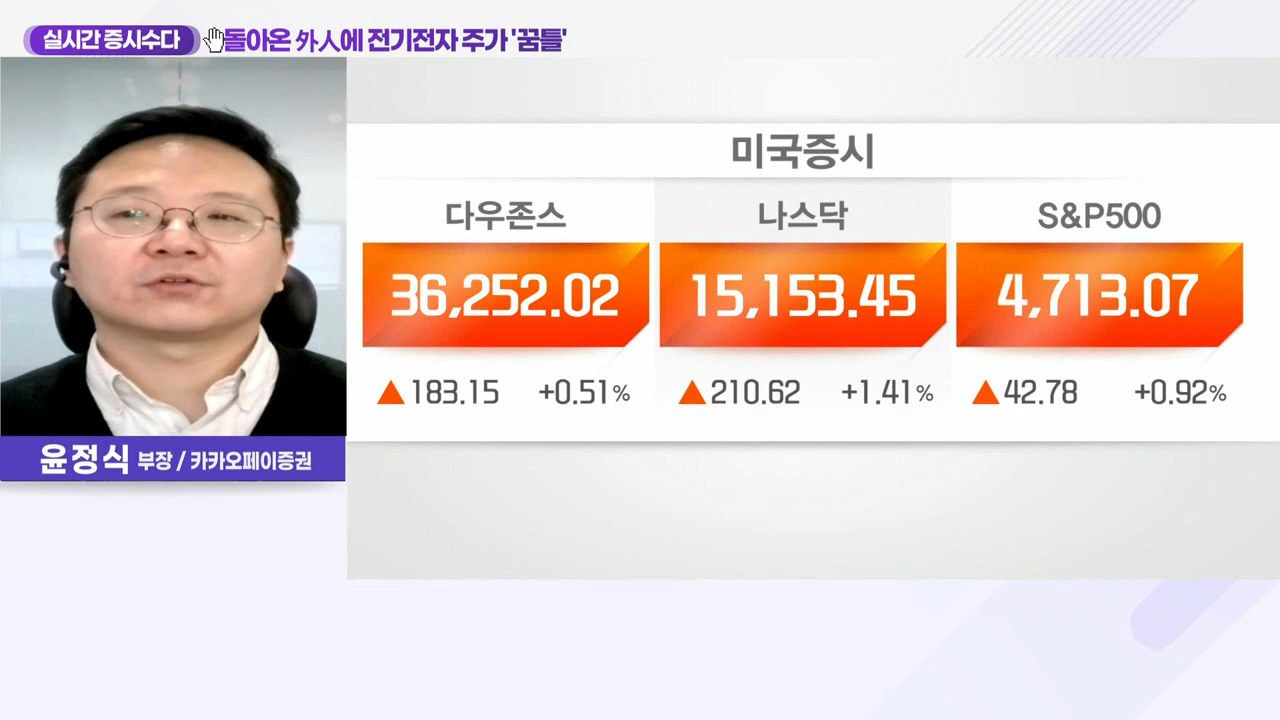 실시간 증시수다
돌아온 外人에 전기전자 주가 '꿈틀'
미국증시
다우존스
나스닥
S&P500
36,252.02
15,153.45
4,713.07
▲183.15 +0.51%
▲210.62 +1.41%
▲42.78 +0.92%
윤정식 부장 / 카카오페이증권